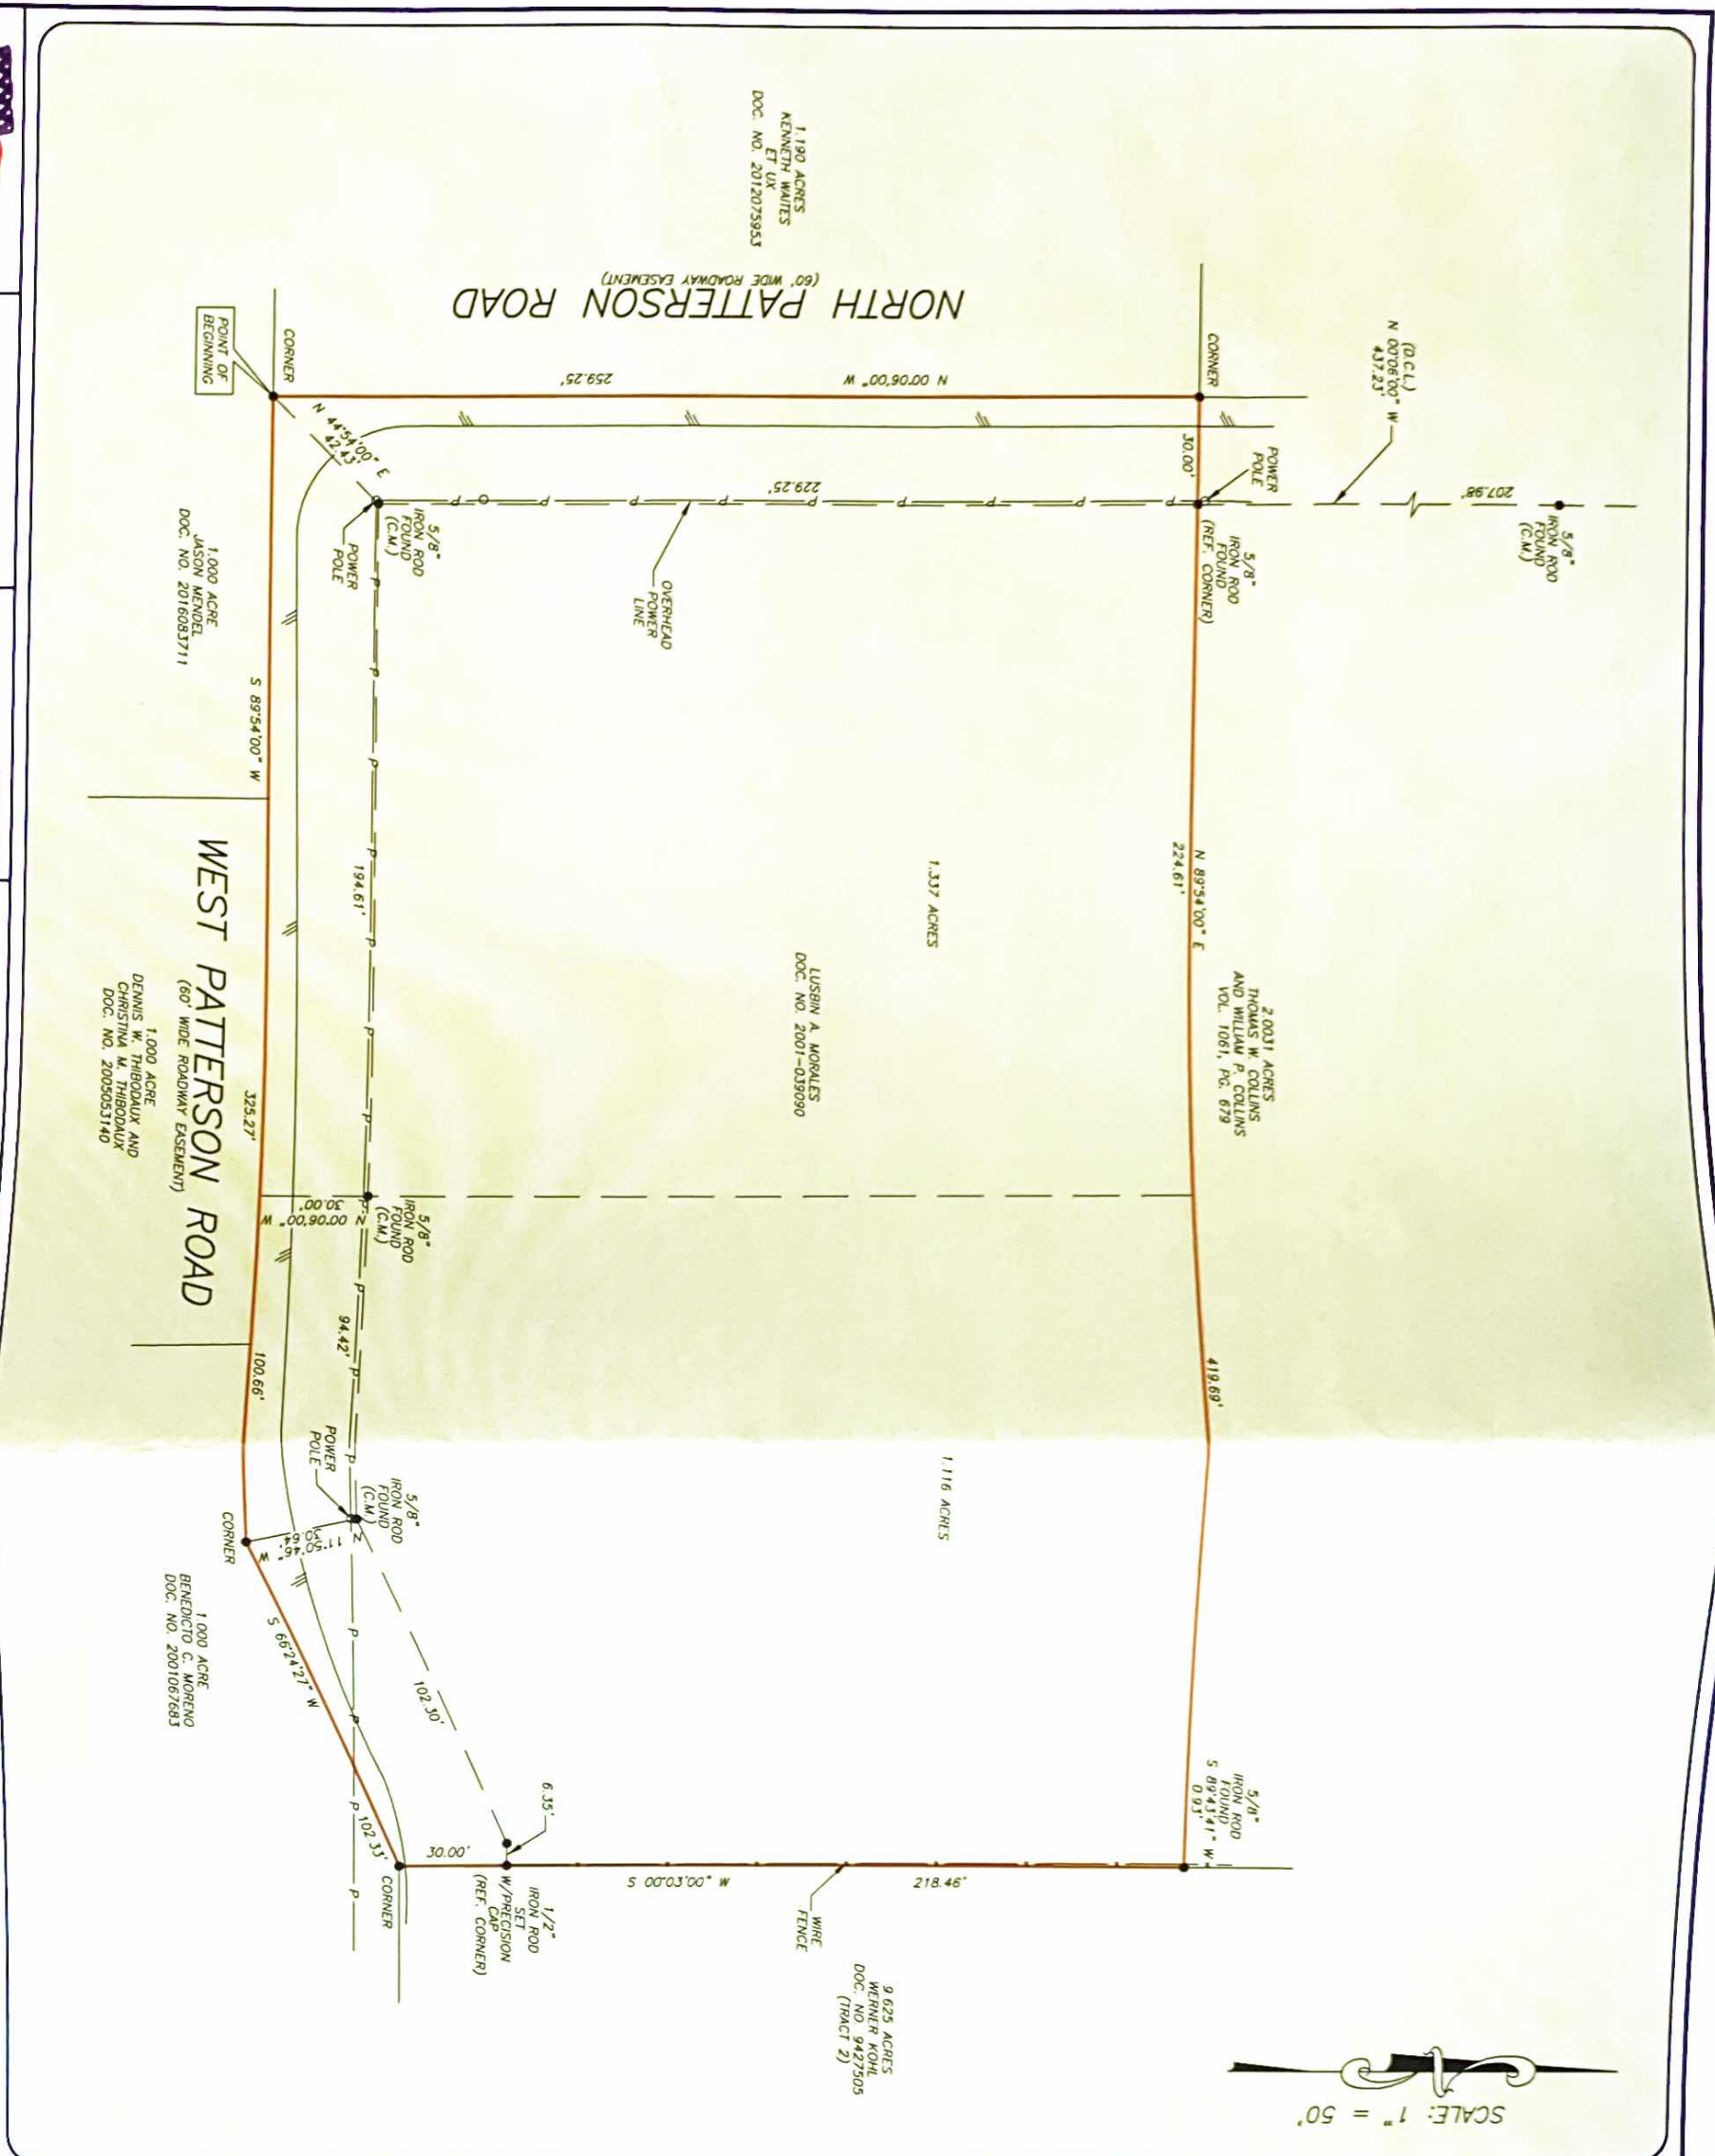 1.190 ACRES
KENNETH WAITES
ET UX
DOC. NO. 2012075953
NORTH PATTERSON ROAD
(60' WIDE ROADWAY EASEMENT)
N 00°06'00" W
259.25'
CORNER
POINT OF
BEGINNING
CORNER
N 44°54'00" E
42.43'
(D.C.L.)
N 00°06'00" W
437.23'
207.98'
5/8"
IRON ROD
FOUND
(C.M.)
POWER
POLE
30.00'
5/8"
IRON ROD
FOUND
(REF. CORNER)
229.25'
OVERHEAD
POWER
LINE
5/8"
IRON ROD
FOUND
(C.M.)
POWER
POLE
1.000 ACRE
JASON MENDEL
DOC. NO. 2016083711
S 89°54'00" W
325.27'
WEST PATTERSON ROAD
(60' WIDE ROADWAY EASEMENT)
1.000 ACRE
DENNIS W. THIBODAUX AND
CHRISTINA M. THIBODAUX
DOC. NO. 2005053140
194.61'
1.337 ACRES
LUSBIN A. MORALES
DOC. NO. 2001-039090
N 89°54'00" E
224.61'
2.0031 ACRES
THOMAS W. COLLINS
AND WILLIAM P. COLLINS
VOL. 1061, PG. 679
419.69'
5/8"
IRON ROD
FOUND
(C.M.)
N 00°06'00" W
30.00'
94.42'
100.66'
1.116 ACRES
5/8"
IRON ROD
FOUND
(C.M.)
POWER
POLE
N 11°50'46" W
30.64'
CORNER
1.000 ACRE
BENEDICTO C. MORENO
DOC. NO. 2001067683
S 66°24'27" W
102.33'
102.30'
6.35'
30.00'
CORNER
1/2"
IRON ROD
SET
W/PRECISION
CAP
(REF. CORNER)
S 00°03'00" W
218.46'
WIRE
FENCE
5/8"
IRON ROD
FOUND
S 89°43'41" W
0.93'
9.625 ACRES
WERNER KOHL
DOC. NO. 9427505
(TRACT 2)
SCALE: 1" = 50'